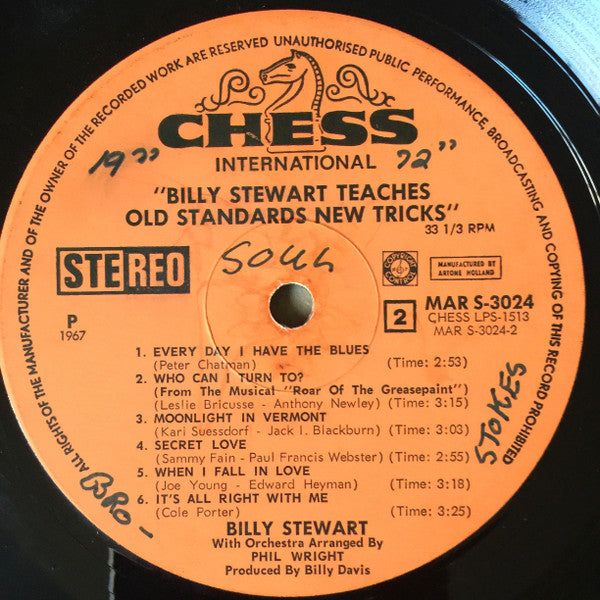 ALL RIGHTS OF THE MANUFACTURER AND OF THE OWNER OF THE RECORDED WORK ARE RESERVED UNAUTHORISED PUBLIC PERFORMANCE, BROADCASTING AND COPYING OF THIS RECORD PROHIBITED
CHESS
INTERNATIONAL
19"
72"
"BILLY STEWART TEACHES
OLD STANDARDS NEW TRICKS"
33 1/3 RPM
STEREO
SOUL
COPYRIGHT
CONTROL
MANUFACTURED BY
ARTONE HOLLAND
P
1967
2
MAR S-3024
CHESS LPS-1513
MAR S-3024-2
1. EVERY DAY I HAVE THE BLUES
(Peter Chatman) (Time: 2:53)
2. WHO CAN I TURN TO?
(From The Musical "Roar Of The Greasepaint")
(Leslie Bricusse - Anthony Newley) (Time: 3:15)
3. MOONLIGHT IN VERMONT
(Karl Suessdorf - Jack I. Blackburn) (Time: 3:03)
4. SECRET LOVE
(Sammy Fain - Paul Francis Webster) (Time: 2:55)
5. WHEN I FALL IN LOVE
(Joe Young - Edward Heyman) (Time: 3:18)
6. IT'S ALL RIGHT WITH ME
(Cole Porter) (Time: 3:25)
BRO-
STOKES
BILLY STEWART
With Orchestra Arranged By
PHIL WRIGHT
Produced By Billy Davis